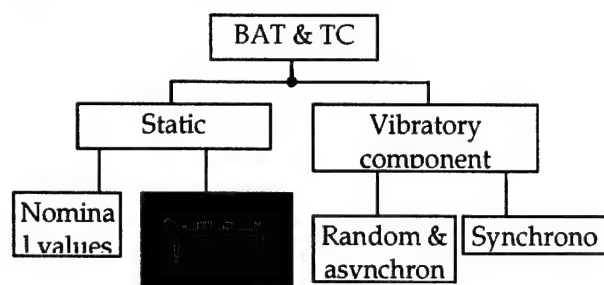 BAT & TC
Static
Vibratory
component
Nomina
l values
Random &
asynchron
Synchrono